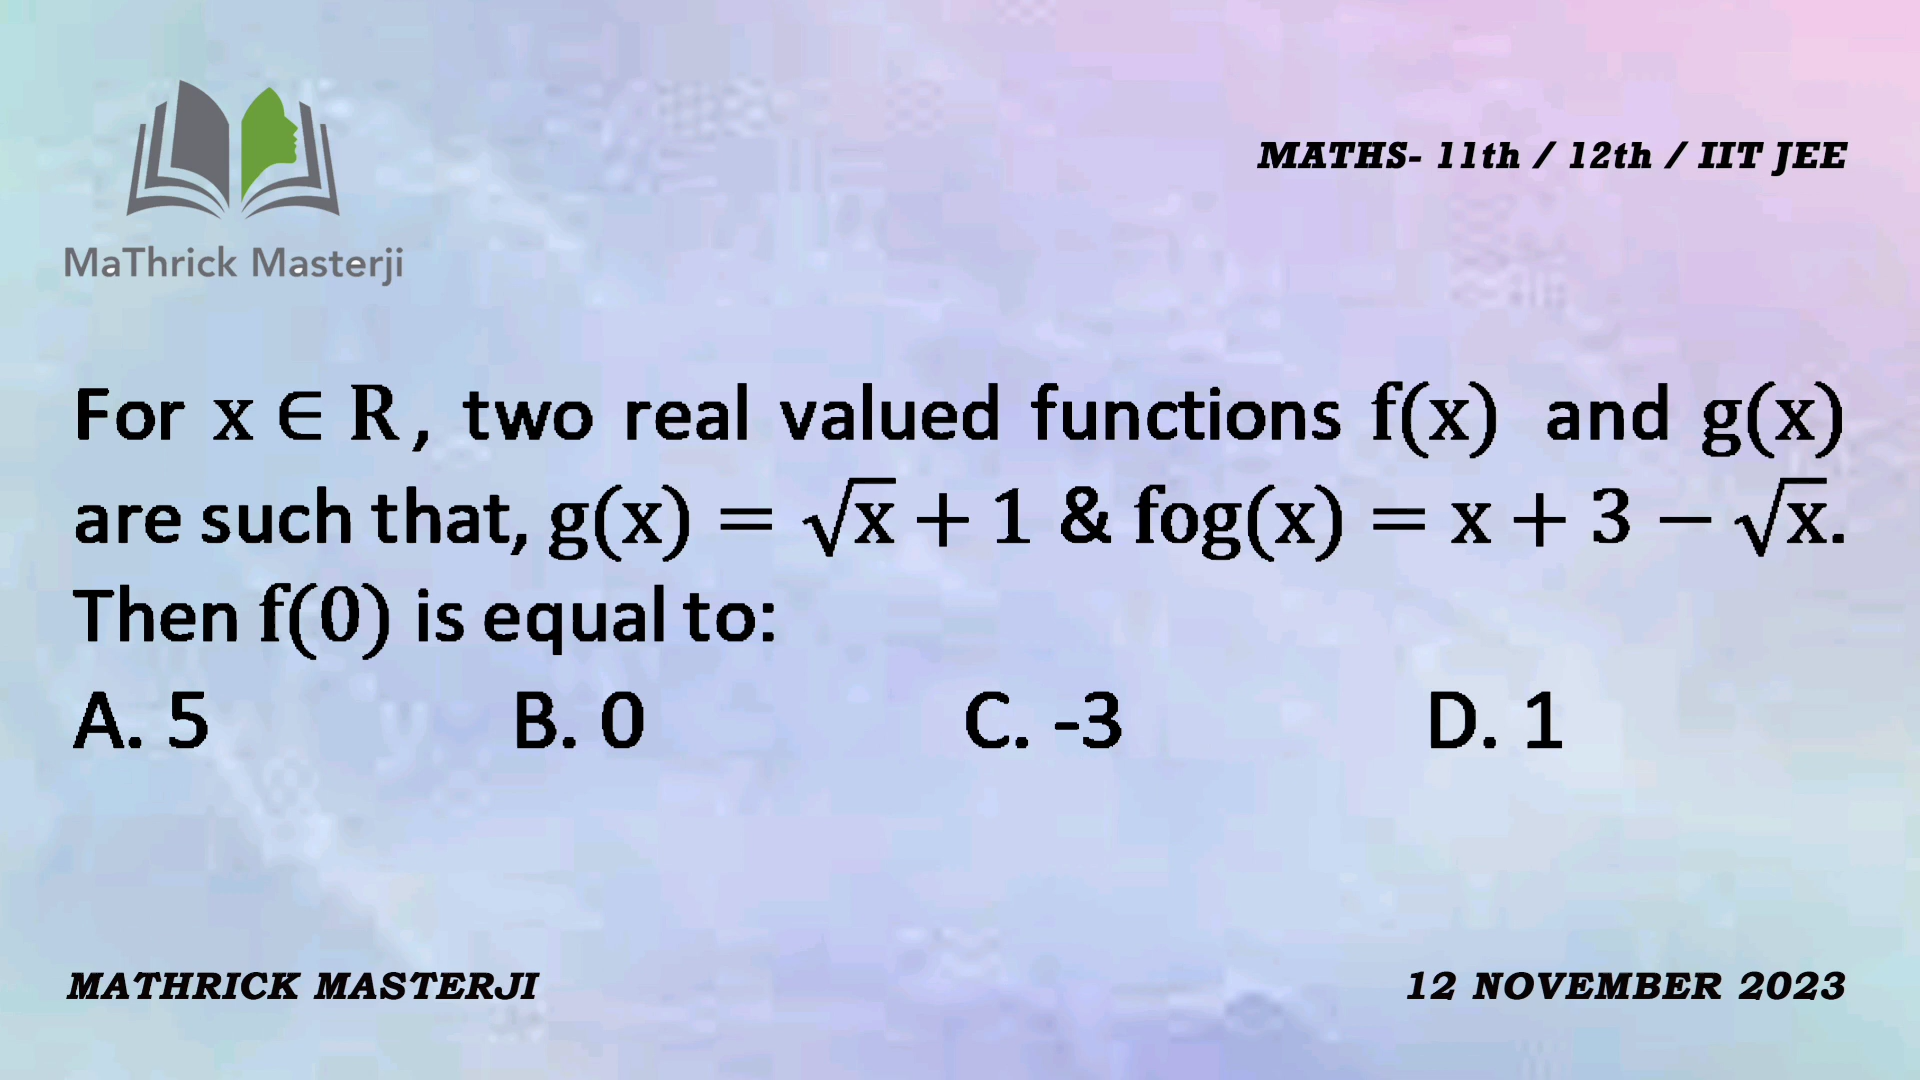 MaThrick Masterji
MATHS- 11th / 12th / IIT JEE
For x ∈ R, two real valued functions f(x) and g(x)
are such that, g(x) = √x + 1 & fog(x) = x + 3 − √x.
Then f(0) is equal to:
A. 5 B. 0 C. -3 D. 1
MATHRICK MASTERJI 12 NOVEMBER 2023